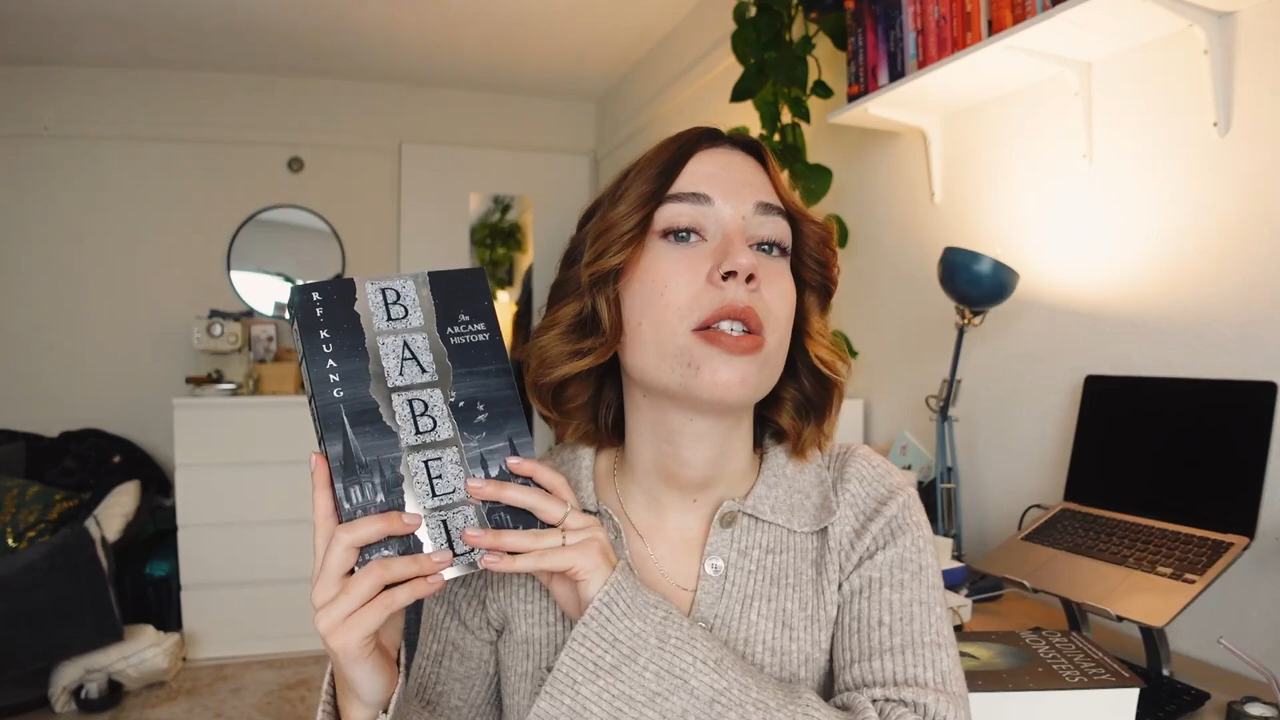 R.F. KUANG
BABEL
An
ARCANE
HISTORY
ORDINARY
MONSTERS